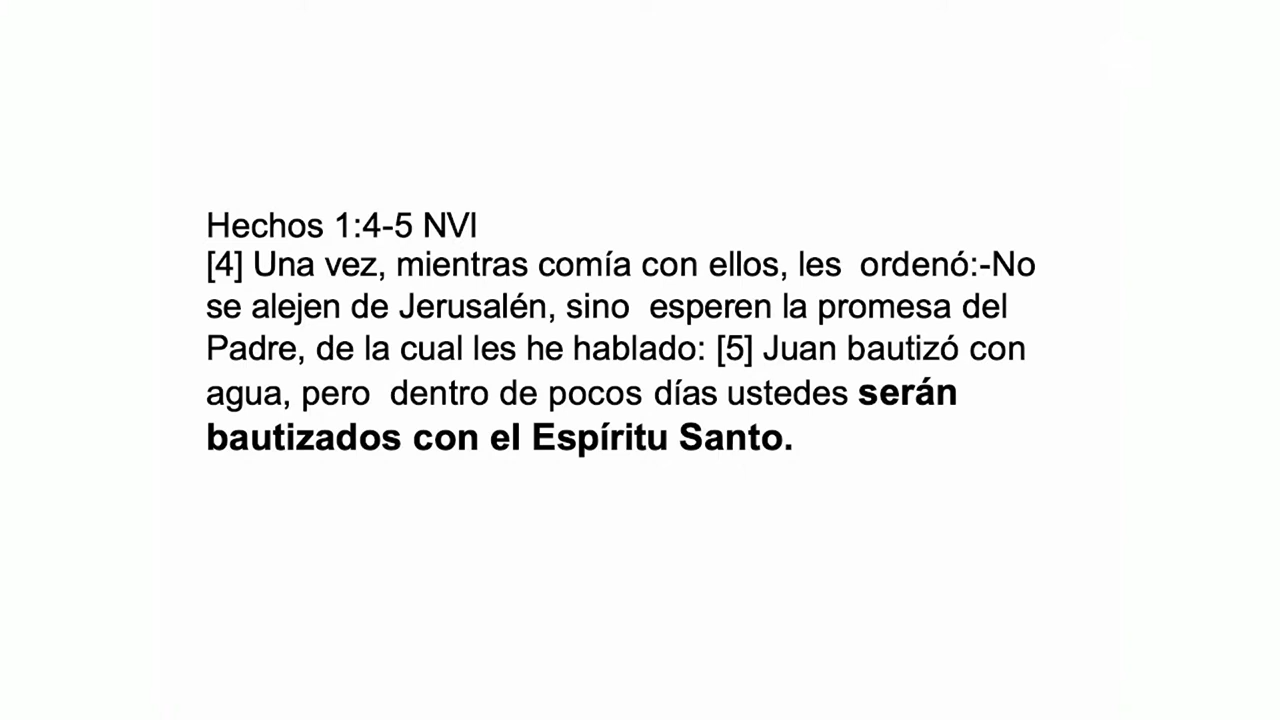 Hechos 1:4-5 NVI
[4] Una vez, mientras comía con ellos, les  ordenó:-No
se alejen de Jerusalén, sino  esperen la promesa del
Padre, de la cual les he hablado: [5] Juan bautizó con
agua, pero  dentro de pocos días ustedes serán
bautizados con el Espíritu Santo.